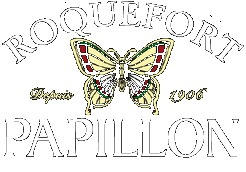 ROQUEFORT
Depuis 1906
PAPILLON